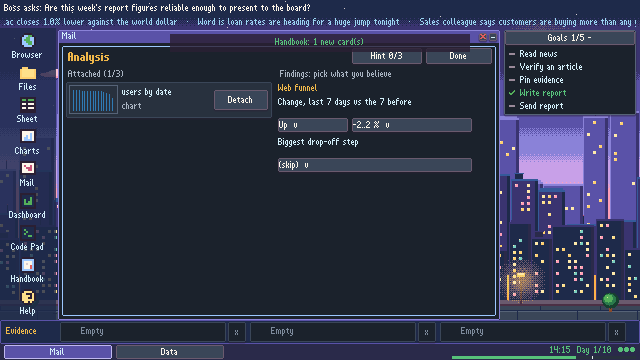 Boss asks: Are this week's report figures reliable enough to present to the board?
.ac closes 1.0% lower against the world dollar · Word is loan rates are heading for a huge jump tonight · Sales colleague says customers are buying more than any
Mail
Handbook: 1 new card(s)
Goals 1/5 -
Analysis
Hint 0/3
Done
Attached (1/3)
Findings: pick what you believe
users by date
chart
Detach
Web funnel
Change, last 7 days vs the 7 before
Up v
-2.2 % v
Biggest drop-off step
(skip) v
Read news
Verify an article
Pin evidence
Write report
Send report
Browser
Files
Sheet
Charts
Mail
Dashboard
Code Pad
Handbook
Help
Evidence
Empty
x
Empty
x
Empty
x
Mail
Data
14:15 Day 1/10